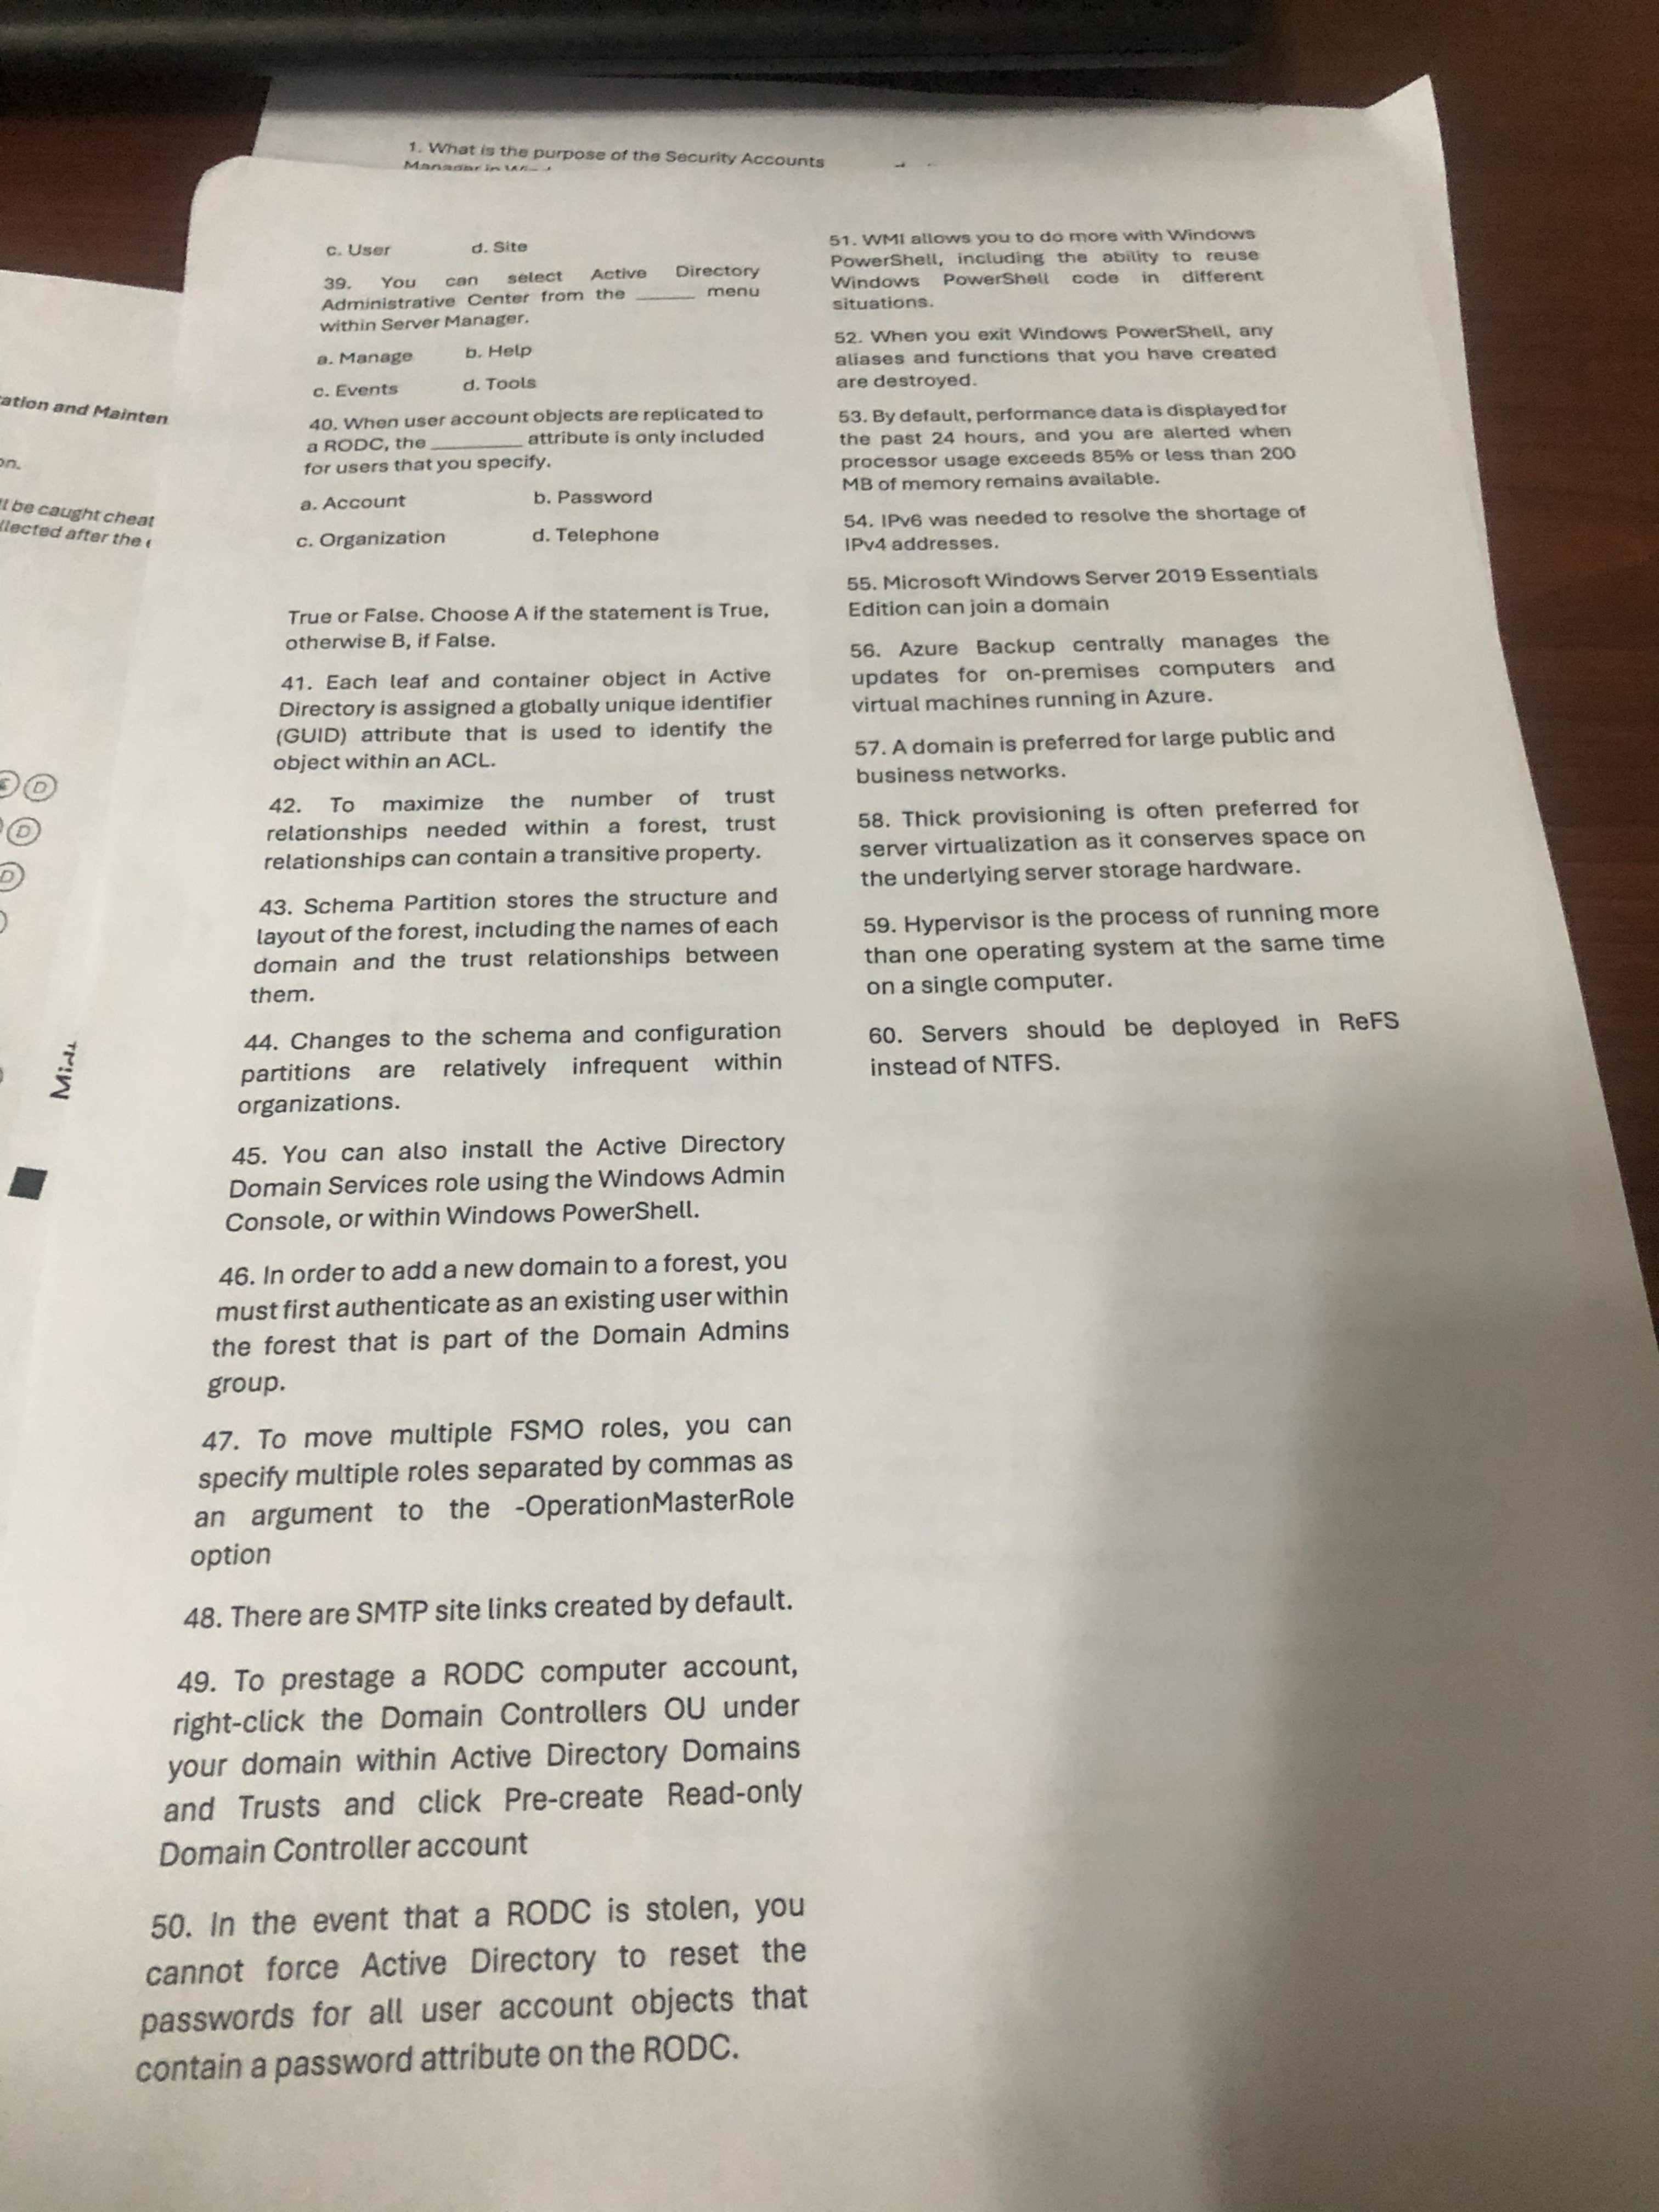 1. What is the purpose of the Security Accounts
Manager in
ation and Mainten
on.
ll be caught cheat
llected after the
D
D
D
c. User d. Site
39. You can select Active Directory
Administrative Center from the ______ menu
within Server Manager.
a. Manage b. Help
c. Events d. Tools
40. When user account objects are replicated to
a RODC, the _________ attribute is only included
for users that you specify.
a. Account b. Password
c. Organization d. Telephone
True or False. Choose A if the statement is True,
otherwise B, if False.
41. Each leaf and container object in Active
Directory is assigned a globally unique identifier
(GUID) attribute that is used to identify the
object within an ACL.
42. To maximize the number of trust
relationships needed within a forest, trust
relationships can contain a transitive property.
43. Schema Partition stores the structure and
layout of the forest, including the names of each
domain and the trust relationships between
them.
44. Changes to the schema and configuration
partitions are relatively infrequent within
organizations.
45. You can also install the Active Directory
Domain Services role using the Windows Admin
Console, or within Windows PowerShell.
46. In order to add a new domain to a forest, you
must first authenticate as an existing user within
the forest that is part of the Domain Admins
group.
47. To move multiple FSMO roles, you can
specify multiple roles separated by commas as
an argument to the -OperationMasterRole
option
48. There are SMTP site links created by default.
49. To prestage a RODC computer account,
right-click the Domain Controllers OU under
your domain within Active Directory Domains
and Trusts and click Pre-create Read-only
Domain Controller account
50. In the event that a RODC is stolen, you
cannot force Active Directory to reset the
passwords for all user account objects that
contain a password attribute on the RODC.
51. WMI allows you to do more with Windows
PowerShell, including the ability to reuse
Windows PowerShell code in different
situations.
52. When you exit Windows PowerShell, any
aliases and functions that you have created
are destroyed.
53. By default, performance data is displayed for
the past 24 hours, and you are alerted when
processor usage exceeds 85% or less than 200
MB of memory remains available.
54. IPv6 was needed to resolve the shortage of
IPv4 addresses.
55. Microsoft Windows Server 2019 Essentials
Edition can join a domain
56. Azure Backup centrally manages the
updates for on-premises computers and
virtual machines running in Azure.
57. A domain is preferred for large public and
business networks.
58. Thick provisioning is often preferred for
server virtualization as it conserves space on
the underlying server storage hardware.
59. Hypervisor is the process of running more
than one operating system at the same time
on a single computer.
60. Servers should be deployed in ReFS
instead of NTFS.